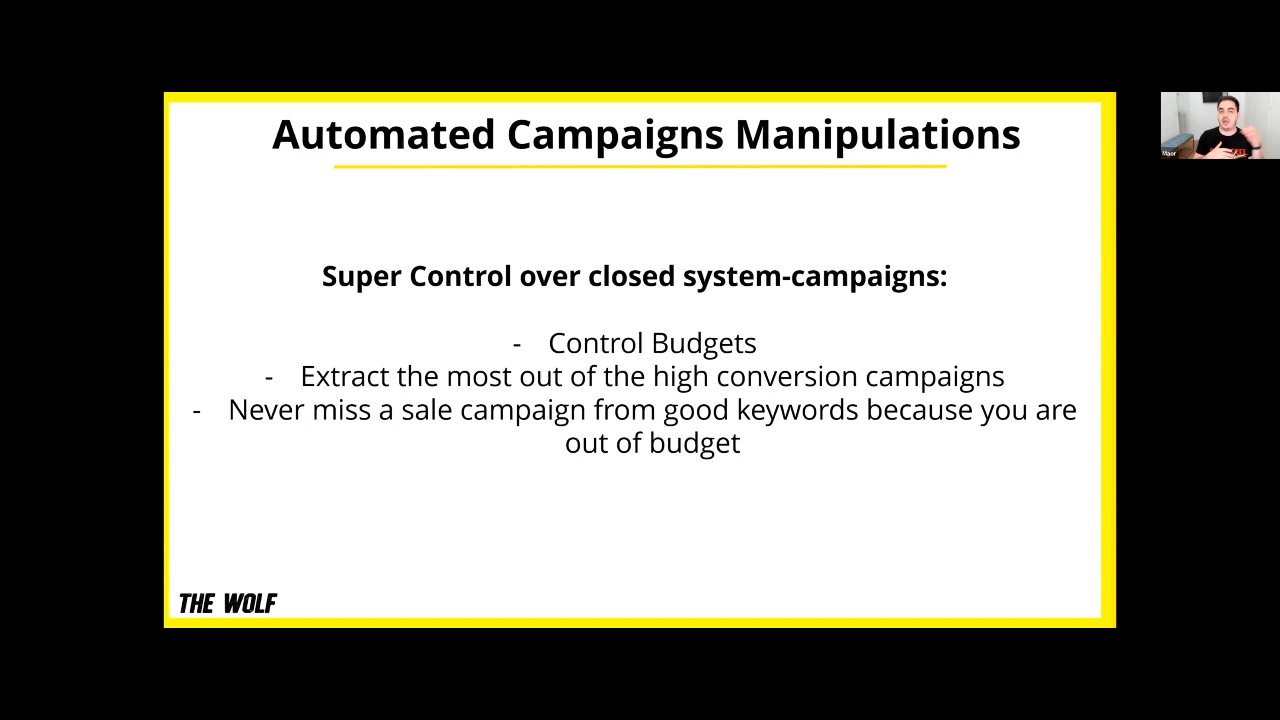 Automated Campaigns Manipulations
Super Control over closed system-campaigns:
- Control Budgets
- Extract the most out of the high conversion campaigns
- Never miss a sale campaign from good keywords because you are
out of budget
THE WOLF
Maor